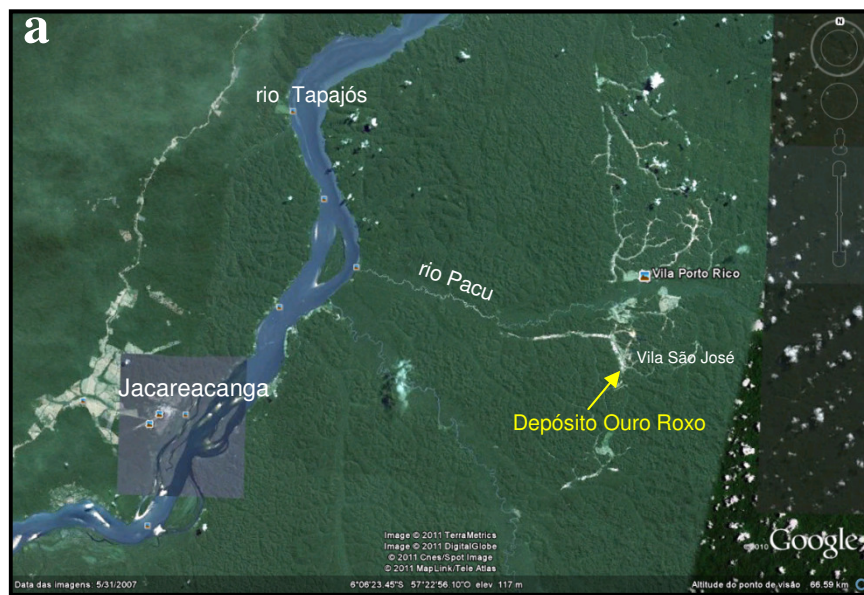 a
N
rio Tapajós
rio Pacu
Vila Porto Rico
Vila São José
Jacareacanga
Depósito Ouro Roxo
Image © 2011 TerraMetrics
Image © 2011 DigitalGlobe
© 2011 Cnes/Spot Image
© 2011 MapLink/Tele Atlas
©2010 Google
Data das imagens: 5/31/2007
6°06'23.45"S 57°22'56.10"O elev 117 m
Altitude do ponto de visão 66.59 km